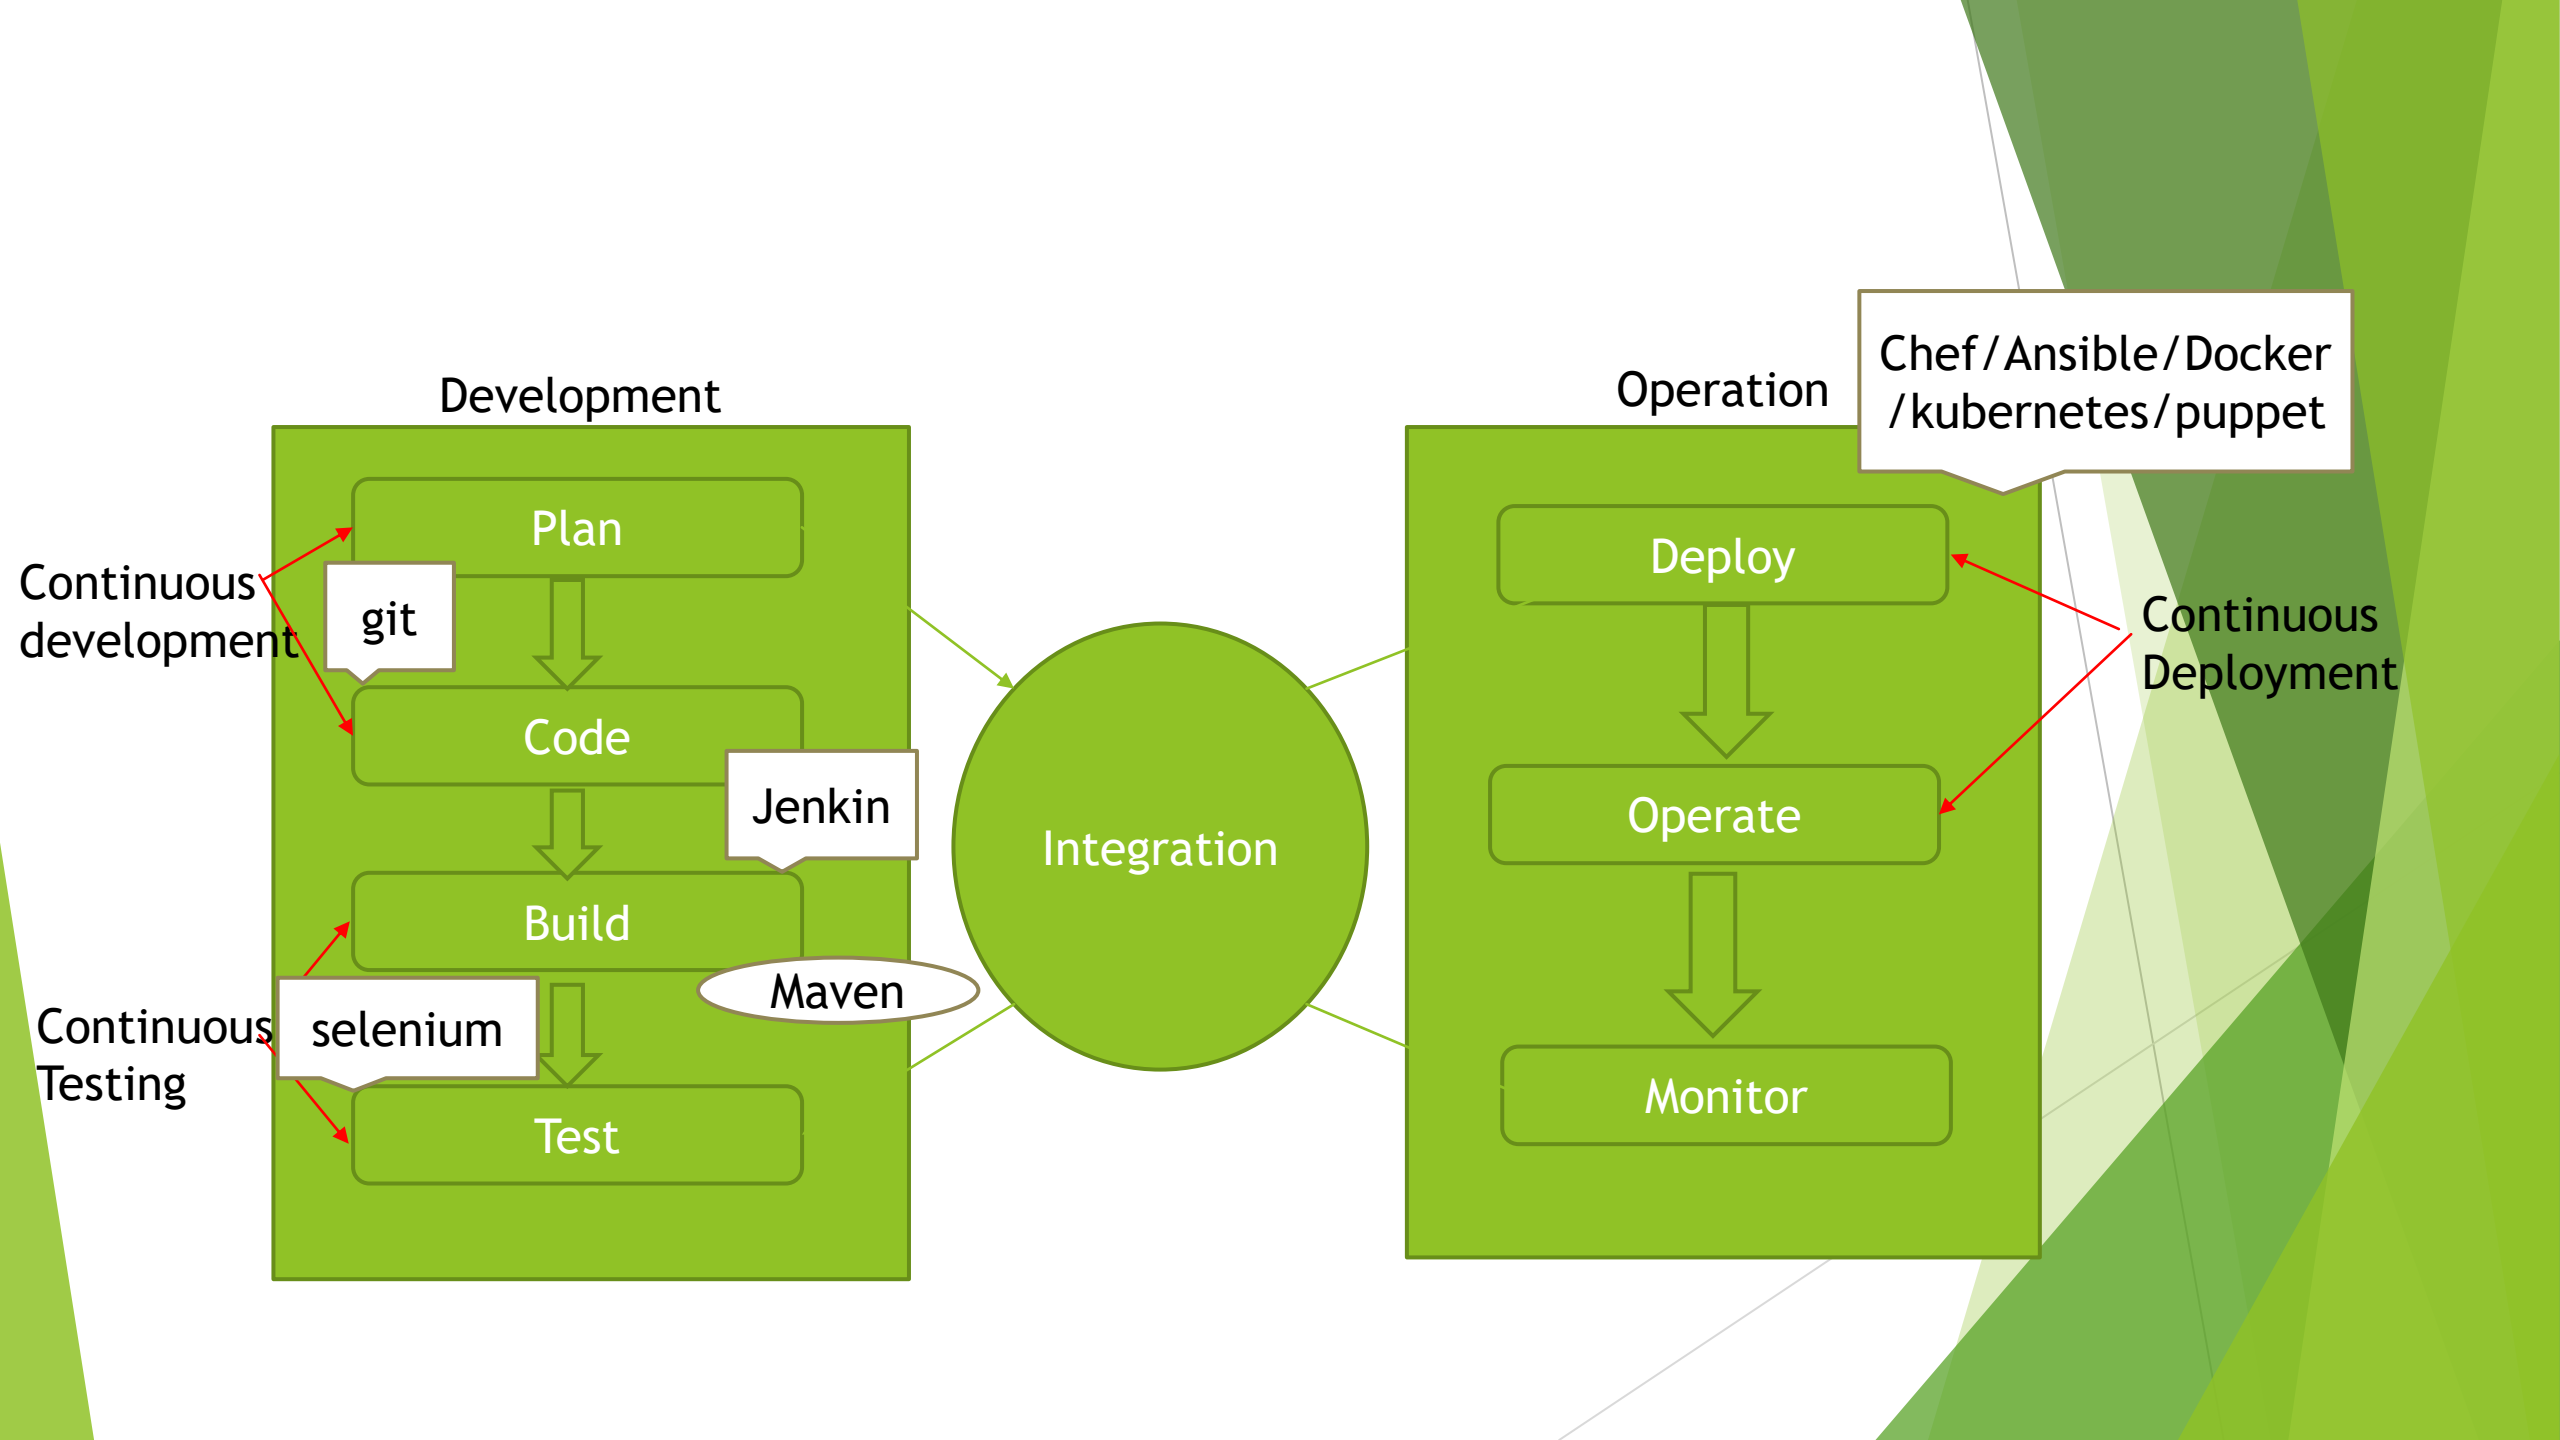 Development
Plan
Continuous
development
git
Code
Jenkin
Build
Maven
Continuous
Testing
selenium
Test
Integration
Operation
Chef/Ansible/Docker
/kubernetes/puppet
Deploy
Continuous
Deployment
Operate
Monitor